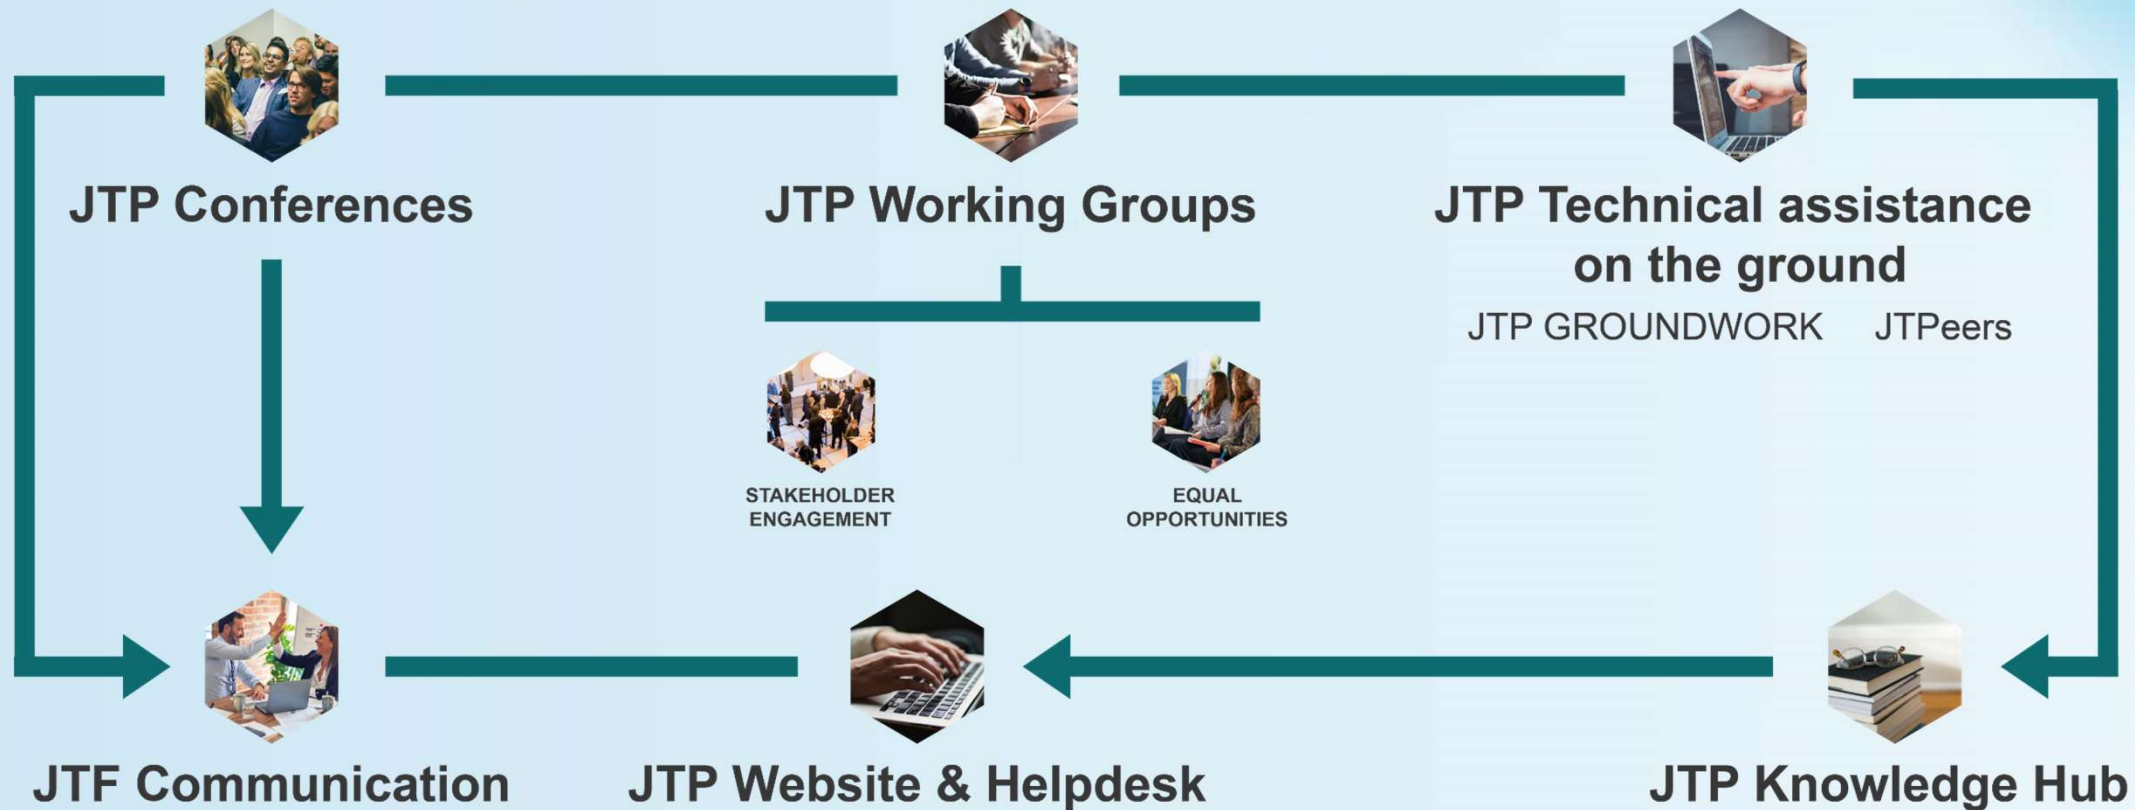 JTP Conferences
JTP Working Groups
JTP Technical assistance
on the ground
JTP GROUNDWORK JTPeers
STAKEHOLDER
ENGAGEMENT
EQUAL
OPPORTUNITIES
JTF Communication
JTP Website & Helpdesk
JTP Knowledge Hub